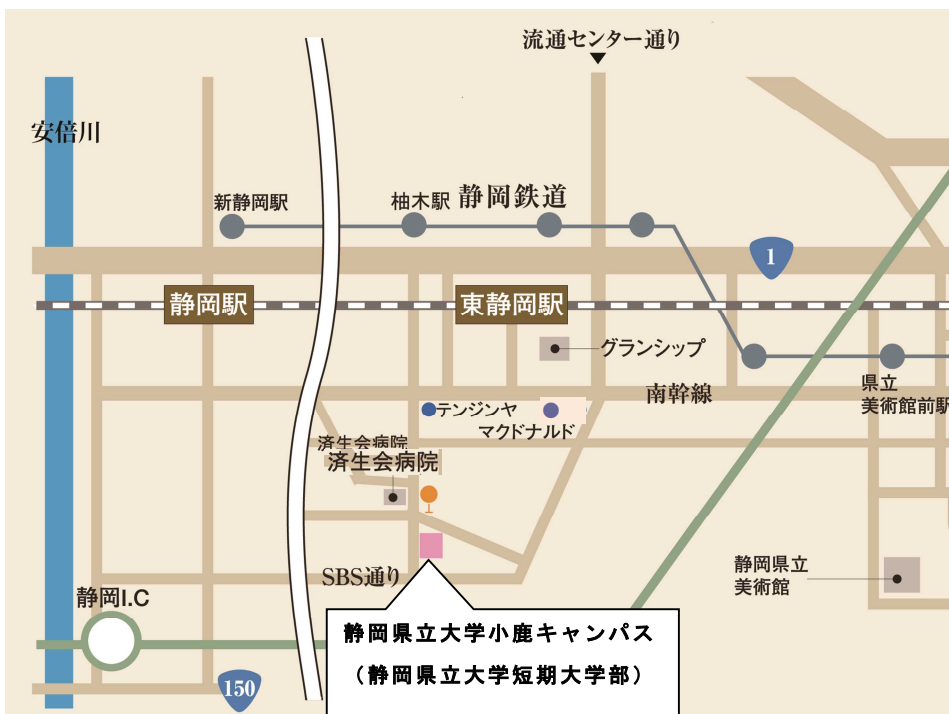 流通センター通り
安倍川
新静岡駅
柚木駅
静岡鉄道
1
静岡駅
東静岡駅
グランシップ
南幹線
県立
美術館前駅
テンジンヤ
マクドナルド
済生会病院
済生会病院
静岡県立
美術館
SBS通り
静岡I.C
静岡県立大学小鹿キャンパス
（静岡県立大学短期大学部）
150